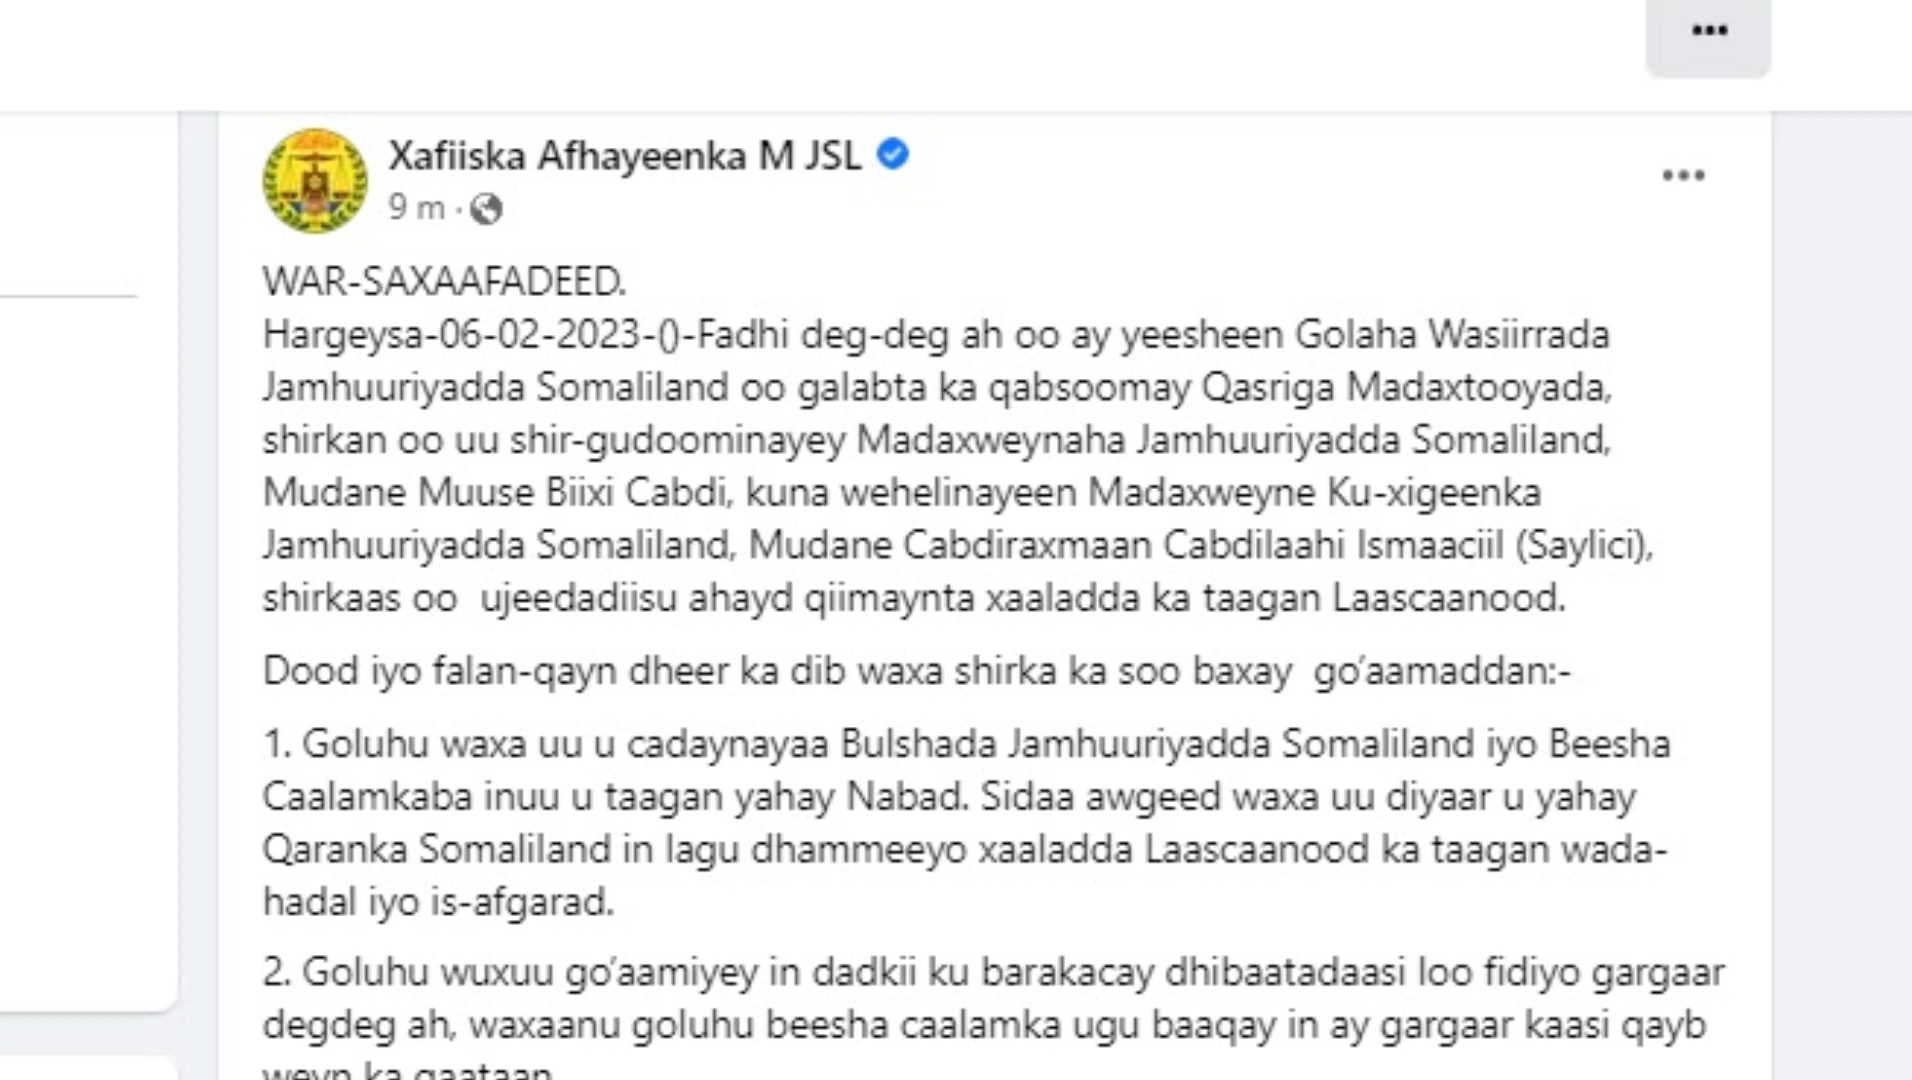 Xafiiska Afhayeenka M JSL
9 m ·
WAR-SAXAAFADEED.
Hargeysa-06-02-2023-()-Fadhi deg-deg ah oo ay yeesheen Golaha Wasiirrada
Jamhuuriyadda Somaliland oo galabta ka qabsoomay Qasriga Madaxtooyada,
shirkan oo uu shir-gudoominayey Madaxweynaha Jamhuuriyadda Somaliland,
Mudane Muuse Biixi Cabdi, kuna wehelinayeen Madaxweyne Ku-xigeenka
Jamhuuriyadda Somaliland, Mudane Cabdiraxmaan Cabdilaahi Ismaaciil (Saylici),
shirkaas oo ujeedadiisu ahayd qiimaynta xaaladda ka taagan Laascaanood.
Dood iyo falan-qayn dheer ka dib waxa shirka ka soo baxay go’aamaddan:-
1. Goluhu waxa uu u cadaynayaa Bulshada Jamhuuriyadda Somaliland iyo Beesha
Caalamkaba inuu u taagan yahay Nabad. Sidaa awgeed waxa uu diyaar u yahay
Qaranka Somaliland in lagu dhammeeyo xaaladda Laascaanood ka taagan wada-
hadal iyo is-afgarad.
2. Goluhu wuxuu go’aamiyey in dadkii ku barakacay dhibaatadaasi loo fidiyo gargaar
degdeg ah, waxaanu goluhu beesha caalamka ugu baaqay in ay gargaar kaasi qayb
weyn ka qaataan